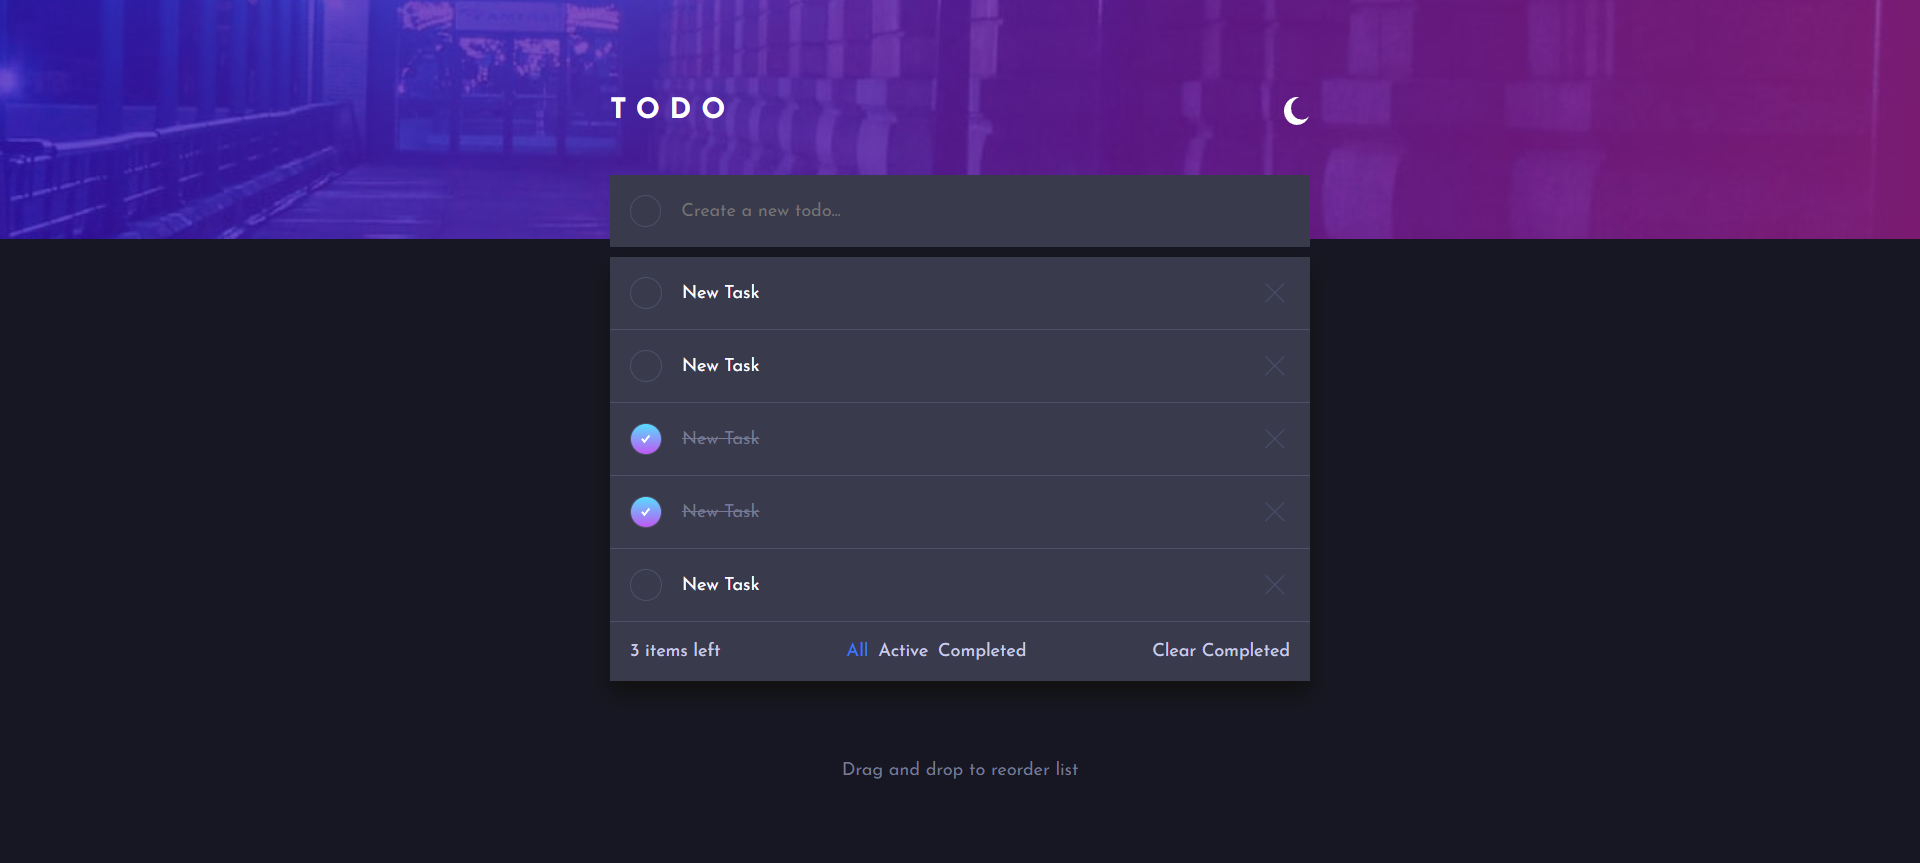 TODO
Create a new todo...
New Task
New Task
New Task
New Task
New Task
3 items left
All Active Completed
Clear Completed
Drag and drop to reorder list